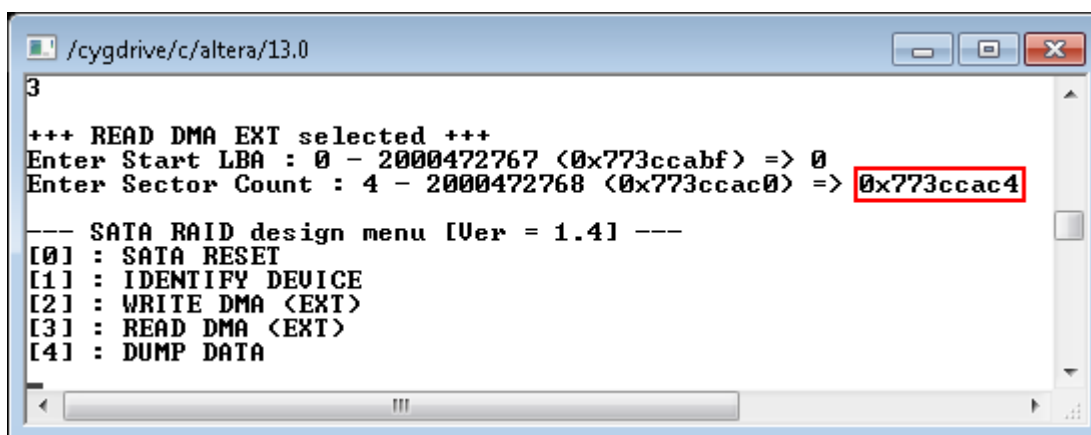 /cygdrive/c/altera/13.0
3
+++ READ DMA EXT selected +++
Enter Start LBA : 0 - 2000472767 (0x773ccabf) => 0
Enter Sector Count : 4 - 2000472768 (0x773ccac0) => 0x773ccac4
--- SATA RAID design menu [Ver = 1.4] ---
[0] : SATA RESET
[1] : IDENTIFY DEVICE
[2] : WRITE DMA (EXT)
[3] : READ DMA (EXT)
[4] : DUMP DATA